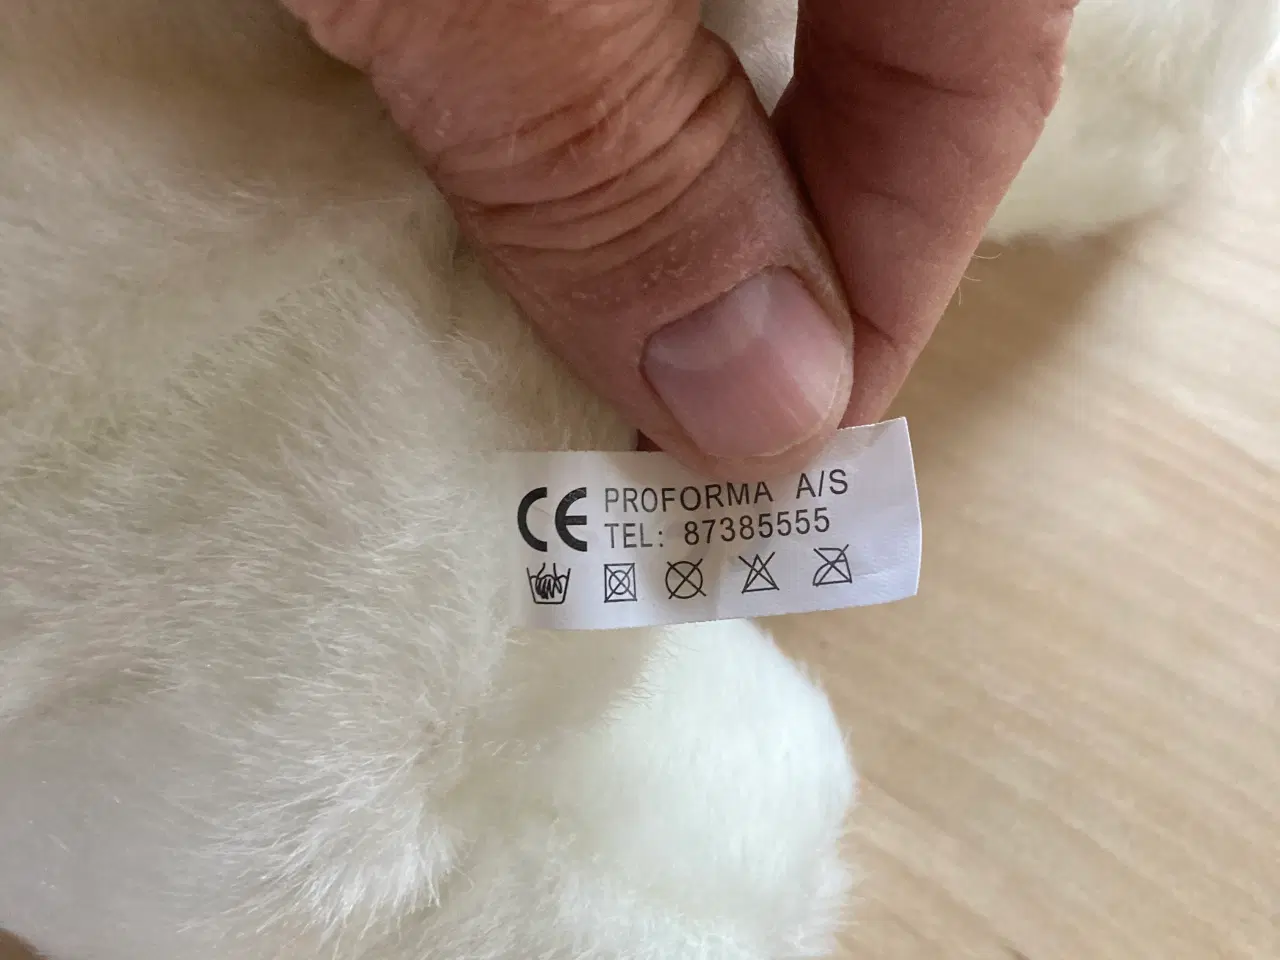 CE PROFORMA A/S
TEL: 87385555